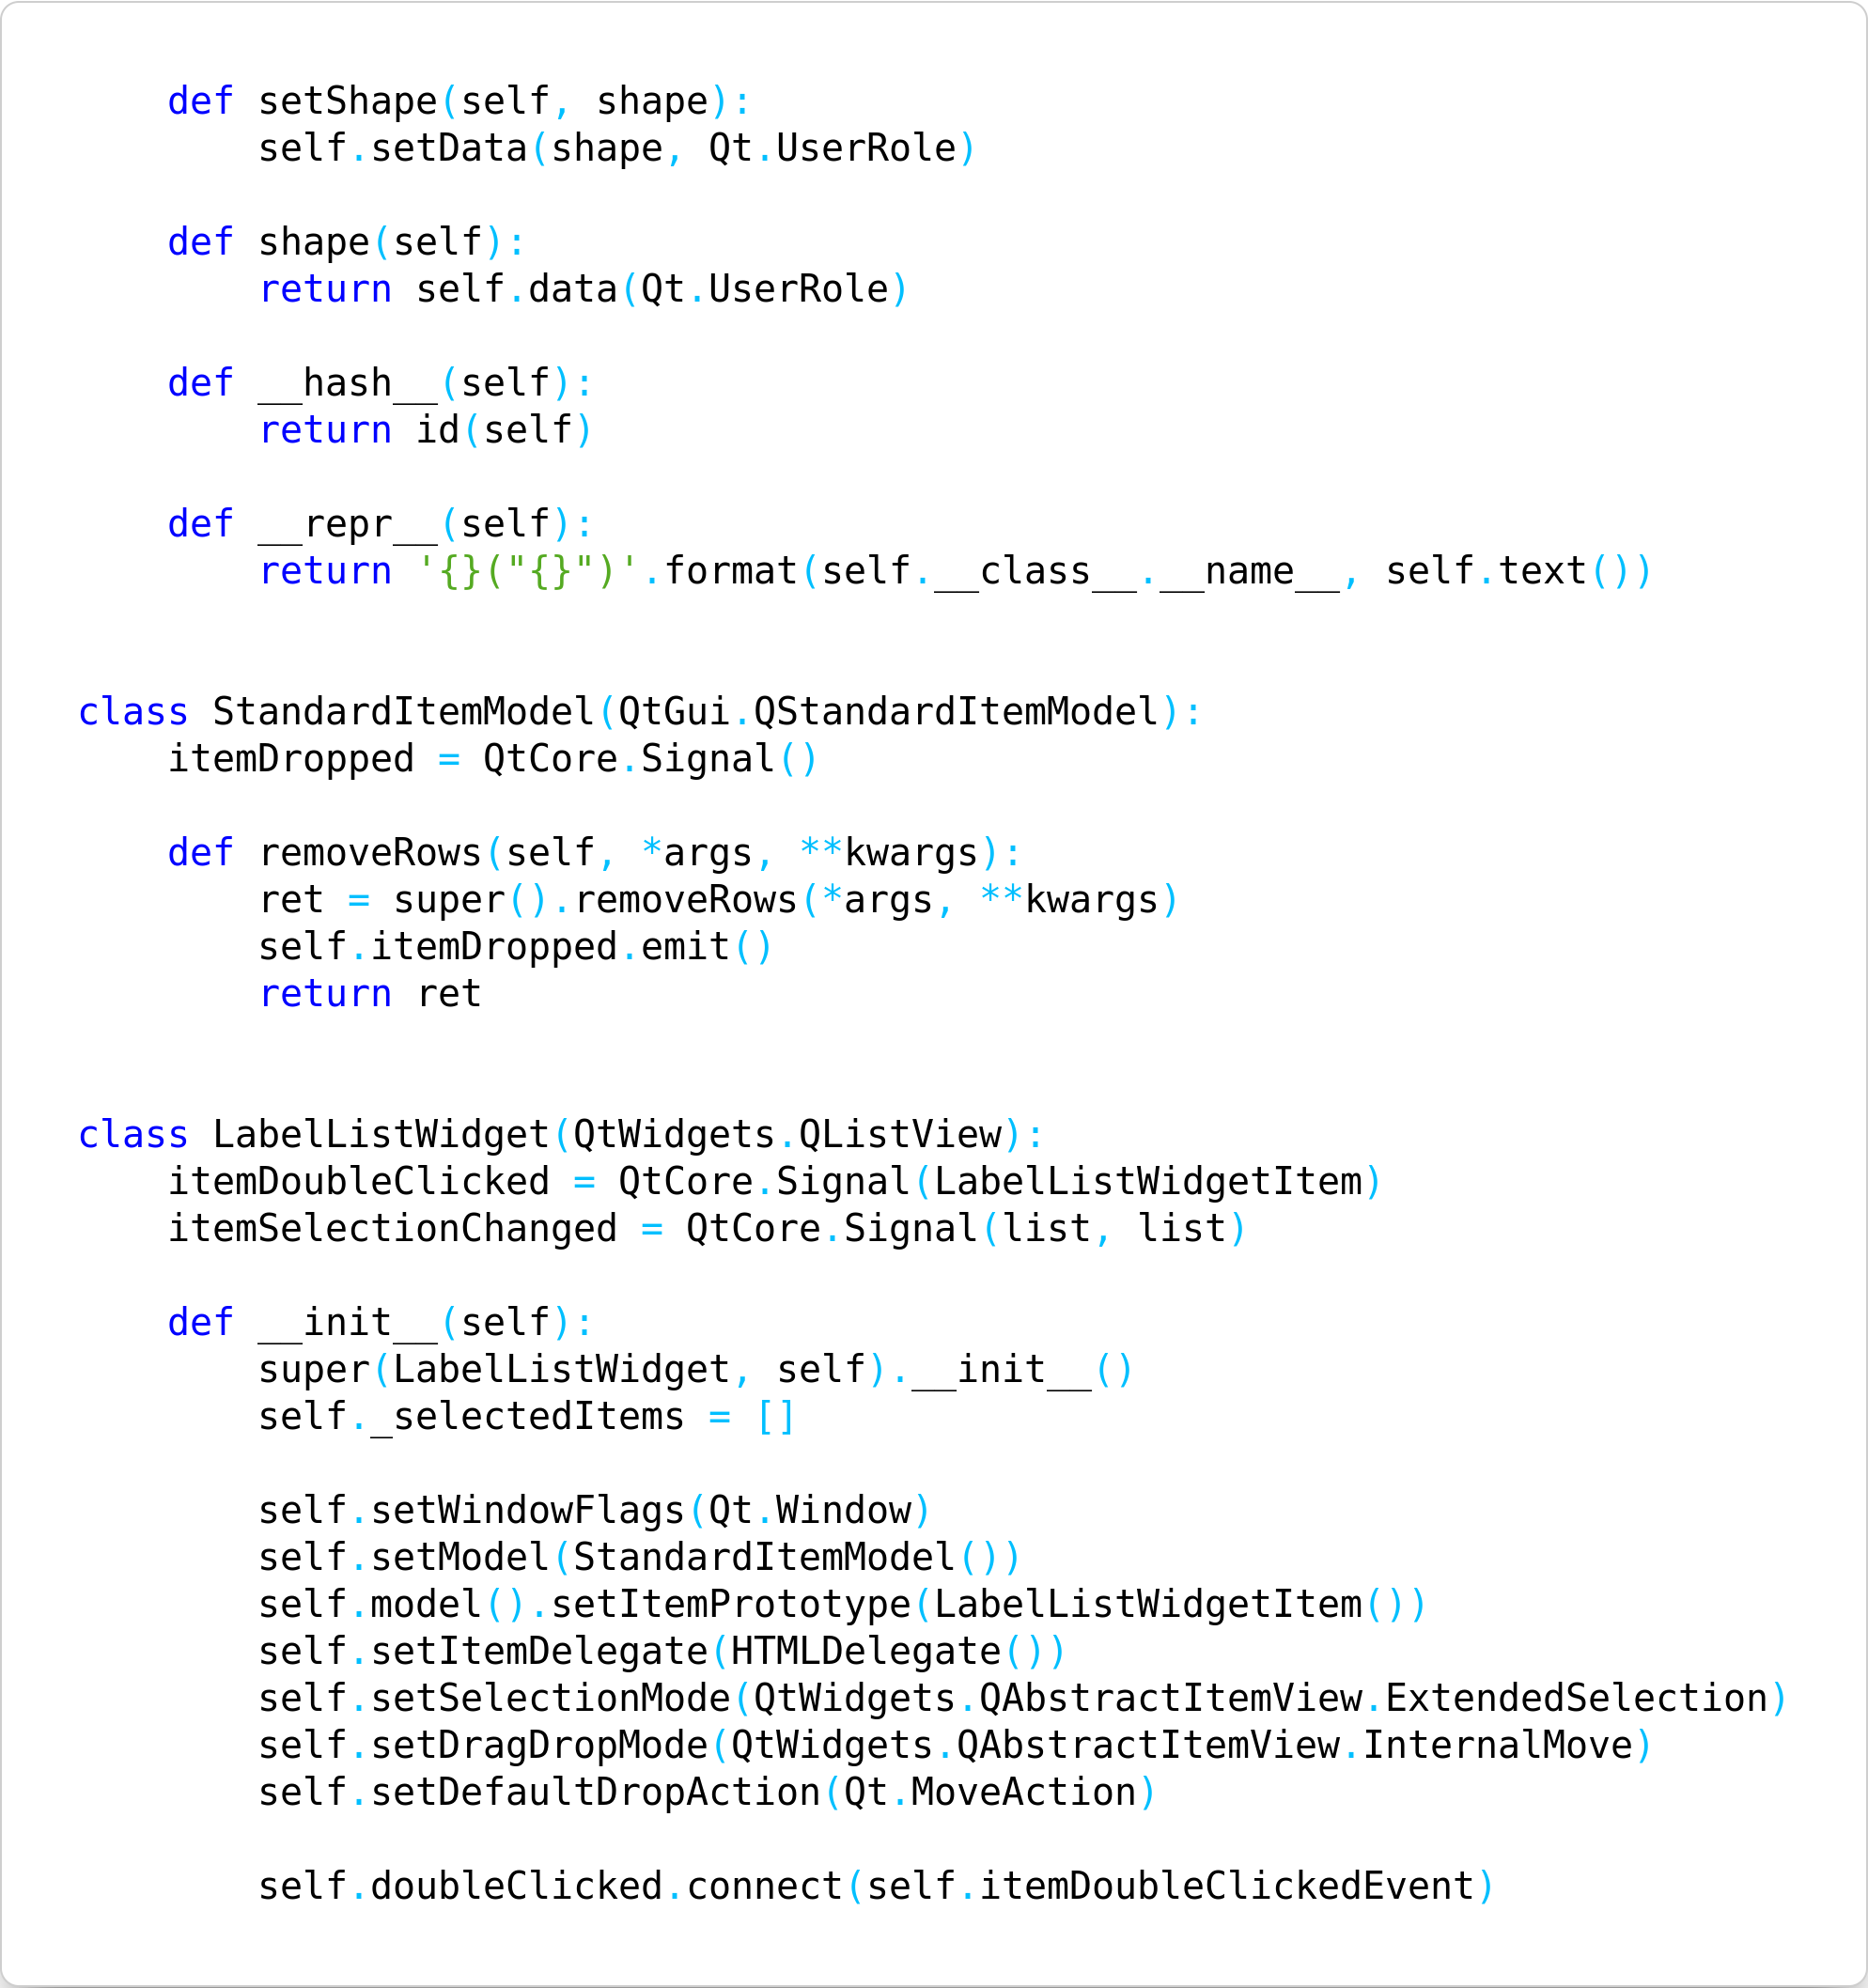 def setShape(self, shape):
        self.setData(shape, Qt.UserRole)

    def shape(self):
        return self.data(Qt.UserRole)

    def __hash__(self):
        return id(self)

    def __repr__(self):
        return '{}("{}")'.format(self.__class__.__name__, self.text())


class StandardItemModel(QtGui.QStandardItemModel):
    itemDropped = QtCore.Signal()

    def removeRows(self, *args, **kwargs):
        ret = super().removeRows(*args, **kwargs)
        self.itemDropped.emit()
        return ret


class LabelListWidget(QtWidgets.QListView):
    itemDoubleClicked = QtCore.Signal(LabelListWidgetItem)
    itemSelectionChanged = QtCore.Signal(list, list)

    def __init__(self):
        super(LabelListWidget, self).__init__()
        self._selectedItems = []

        self.setWindowFlags(Qt.Window)
        self.setModel(StandardItemModel())
        self.model().setItemPrototype(LabelListWidgetItem())
        self.setItemDelegate(HTMLDelegate())
        self.setSelectionMode(QtWidgets.QAbstractItemView.ExtendedSelection)
        self.setDragDropMode(QtWidgets.QAbstractItemView.InternalMove)
        self.setDefaultDropAction(Qt.MoveAction)

        self.doubleClicked.connect(self.itemDoubleClickedEvent)